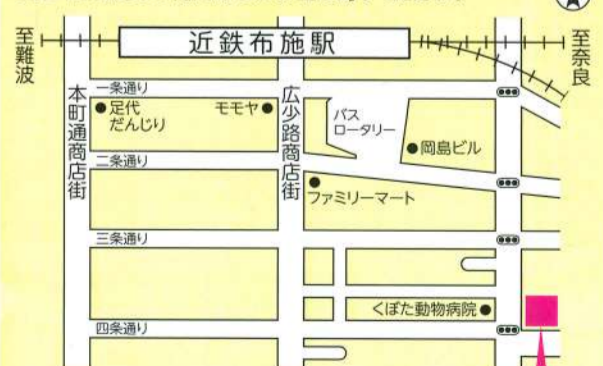 至難波
近鉄布施駅
至奈良
一条通り
本町通商店街
足代
だんじり
モモヤ
広少路商店街
バス
ロータリー
岡島ビル
二条通り
ファミリーマート
三条通り
くぼた動物病院
四条通り